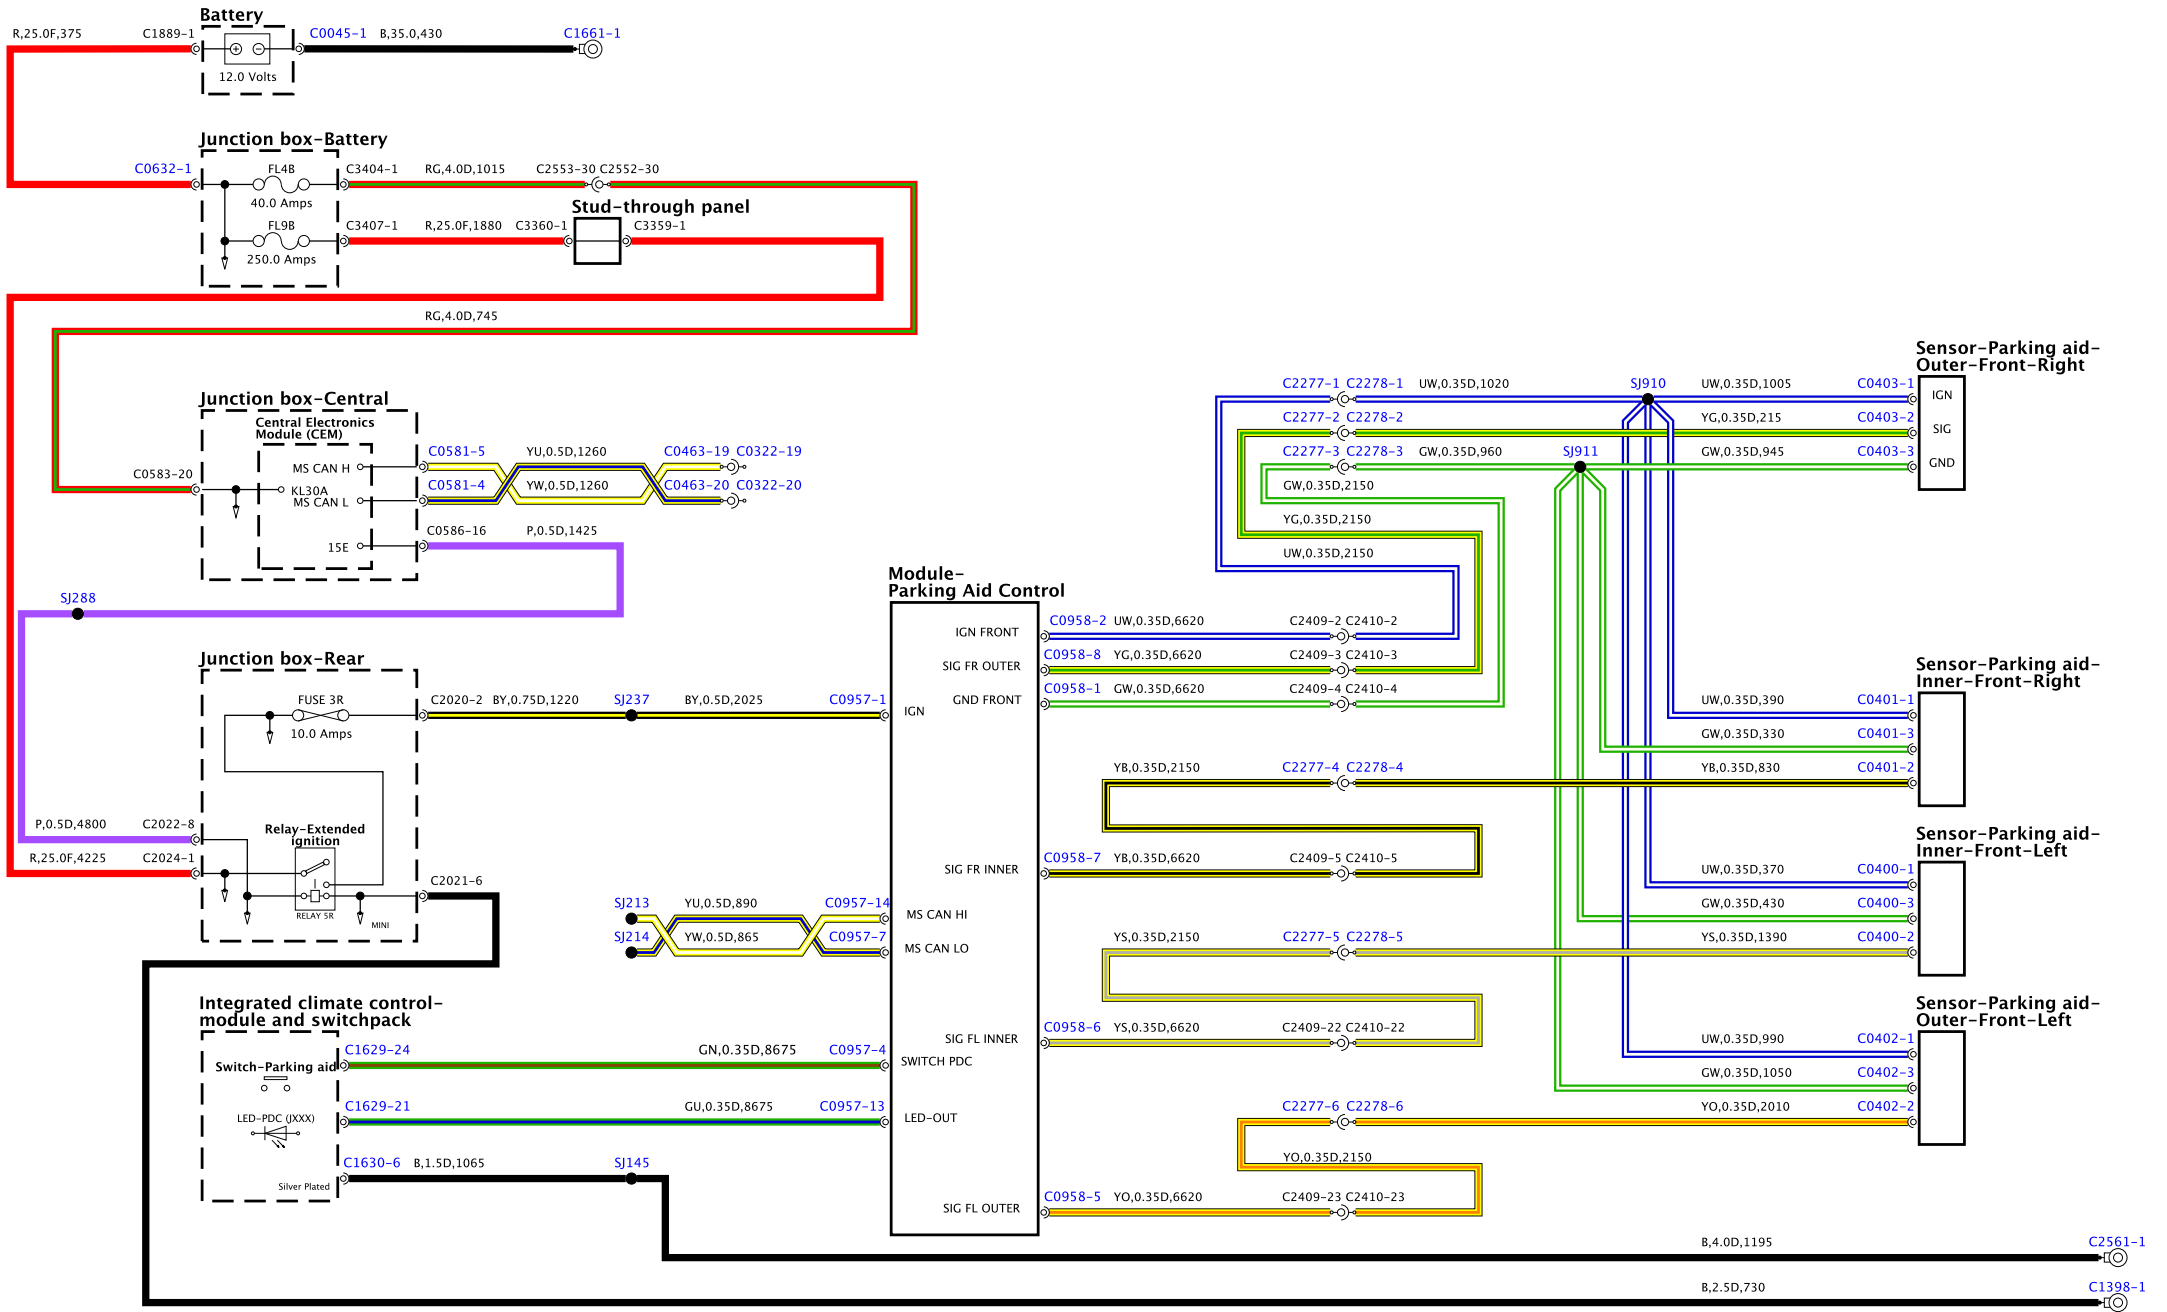 Battery
R,25.0F,375
C1889-1
C0045-1
B,35.0,430
C1661-1
12.0 Volts
Junction box-Battery
C0632-1
FL4B
C3404-1
RG,4.0D,1015
C2553-30
C2552-30
40.0 Amps
Stud-through panel
FL9B
C3407-1
R,25.0F,1880
C3360-1
C3359-1
250.0 Amps
RG,4.0D,745
Junction box-Central
Central Electronics
Module (CEM)
C0583-20
MS CAN H
KL30A
MS CAN L
15E
C0581-5
YU,0.5D,1260
C0463-19
C0322-19
C0581-4
YW,0.5D,1260
C0463-20
C0322-20
C0586-16
P,0.5D,1425
SJ288
Junction box-Rear
FUSE 3R
10.0 Amps
C2020-2
BY,0.75D,1220
SJ237
BY,0.5D,2025
C0957-1
P,0.5D,4800
C2022-8
Relay-Extended
ignition
R,25.0F,4225
C2024-1
RELAY 5R
MINI
C2021-6
SJ213
YU,0.5D,890
C0957-14
SJ214
YW,0.5D,865
C0957-7
Integrated climate control-
module and switchpack
Switch-Parking aid
C1629-24
GN,0.35D,8675
C0957-4
LED-PDC (JXXX)
C1629-21
GU,0.35D,8675
C0957-13
Silver Plated
C1630-6
B,1.5D,1065
SJ145
Module-
Parking Aid Control
IGN FRONT
SIG FR OUTER
GND FRONT
IGN
SIG FR INNER
MS CAN HI
MS CAN LO
SIG FL INNER
SWITCH PDC
LED-OUT
SIG FL OUTER
C0958-2
UW,0.35D,6620
C2409-2
C2410-2
C0958-8
YG,0.35D,6620
C2409-3
C2410-3
C0958-1
GW,0.35D,6620
C2409-4
C2410-4
C2277-1
C2278-1
UW,0.35D,1020
SJ910
UW,0.35D,1005
C0403-1
C2277-2
C2278-2
YG,0.35D,215
C0403-2
C2277-3
C2278-3
GW,0.35D,960
SJ911
GW,0.35D,945
C0403-3
GW,0.35D,2150
YG,0.35D,2150
UW,0.35D,2150
Sensor-Parking aid-
Outer-Front-Right
IGN
SIG
GND
Sensor-Parking aid-
Inner-Front-Right
UW,0.35D,390
C0401-1
GW,0.35D,330
C0401-3
YB,0.35D,2150
C2277-4
C2278-4
YB,0.35D,830
C0401-2
C0958-7
YB,0.35D,6620
C2409-5
C2410-5
Sensor-Parking aid-
Inner-Front-Left
UW,0.35D,370
C0400-1
GW,0.35D,430
C0400-3
YS,0.35D,2150
C2277-5
C2278-5
YS,0.35D,1390
C0400-2
C0958-6
YS,0.35D,6620
C2409-22
C2410-22
Sensor-Parking aid-
Outer-Front-Left
UW,0.35D,990
C0402-1
GW,0.35D,1050
C0402-3
C2277-6
C2278-6
YO,0.35D,2010
C0402-2
YO,0.35D,2150
C0958-5
YO,0.35D,6620
C2409-23
C2410-23
B,4.0D,1195
C2561-1
B,2.5D,730
C1398-1